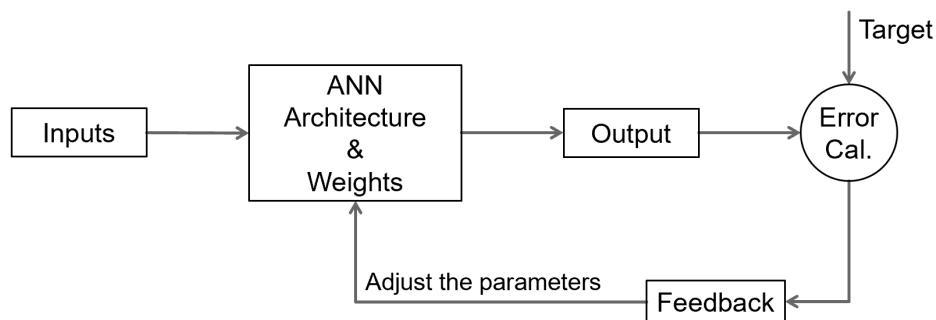 Target
Inputs
ANN
Architecture
&
Weights
Output
Error
Cal.
Adjust the parameters
Feedback